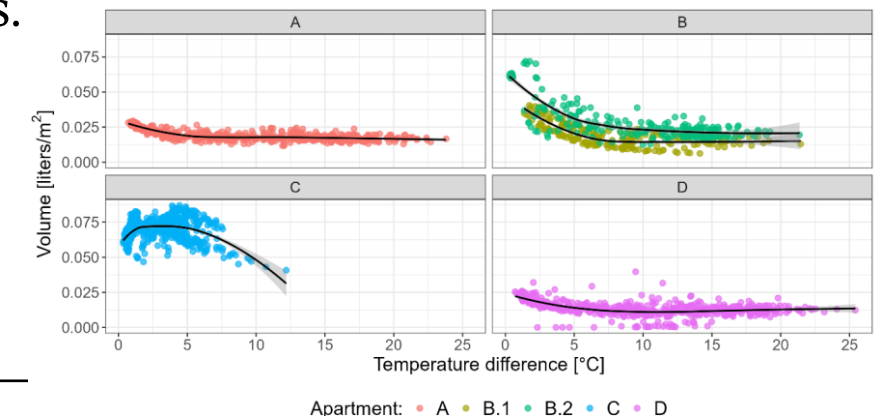 s.
A B
0.075
0.050
0.025
0.000
C D
0.075
0.050
0.025
0.000
Volume [liters/m²]
0 5 10 15 20 25 0 5 10 15 20 25
Temperature difference [°C]
Apartment: A B.1 B.2 C D